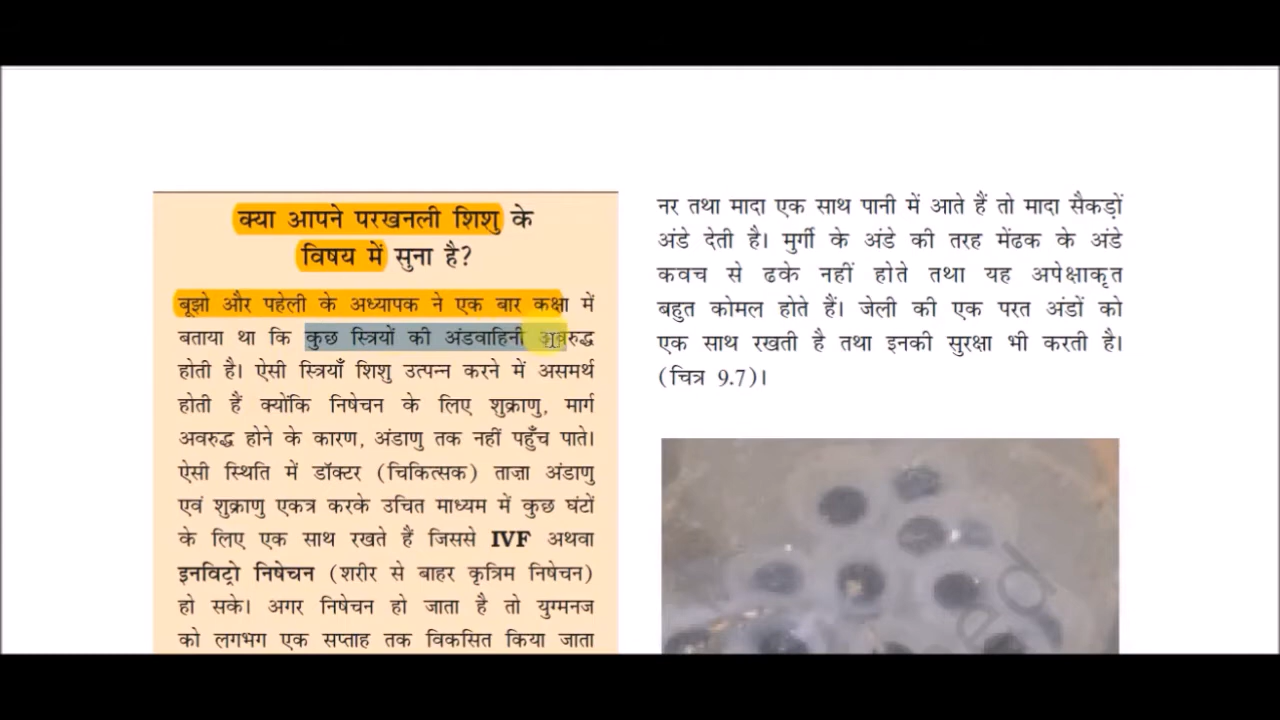 क्या आपने परखनली शिशु के
विषय में सुना है?
बूझो और पहेली के अध्यापक ने एक बार कक्षा में
बताया था कि कुछ स्त्रियों की अंडवाहिनी अवरुद्ध
होती है। ऐसी स्त्रियाँ शिशु उत्पन्न करने में असमर्थ
होती हैं क्योंकि निषेचन के लिए शुक्राणु, मार्ग
अवरुद्ध होने के कारण, अंडाणु तक नहीं पहुँच पाते।
ऐसी स्थिति में डॉक्टर (चिकित्सक) ताज़ा अंडाणु
एवं शुक्राणु एकत्र करके उचित माध्यम में कुछ घंटों
के लिए एक साथ रखते हैं जिससे IVF अथवा
इनविट्रो निषेचन (शरीर से बाहर कृत्रिम निषेचन)
हो सके। अगर निषेचन हो जाता है तो युग्मनज
को लगभग एक सप्ताह तक विकसित किया जाता
नर तथा मादा एक साथ पानी में आते हैं तो मादा सैकड़ों
अंडे देती है। मुर्गी के अंडे की तरह मेंढक के अंडे
कवच से ढके नहीं होते तथा यह अपेक्षाकृत
बहुत कोमल होते हैं। जेली की एक परत अंडों को
एक साथ रखती है तथा इनकी सुरक्षा भी करती है।
(चित्र 9.7)।